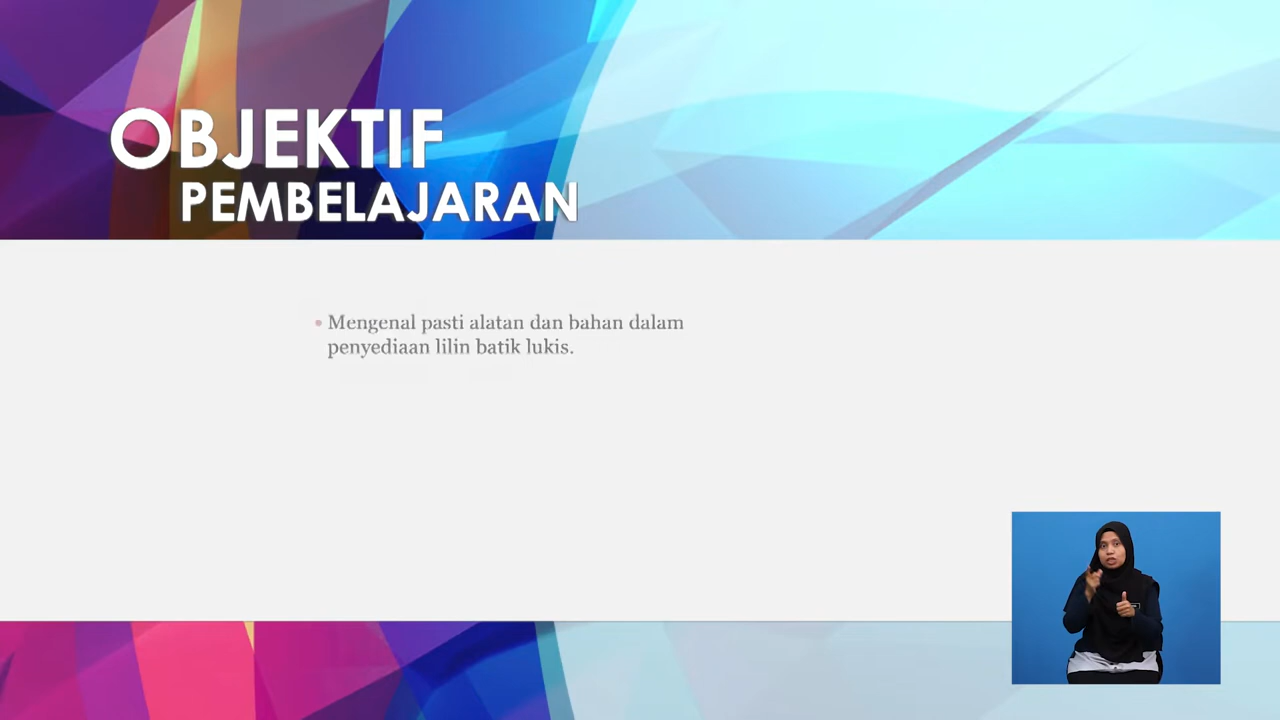 OBJEKTIF
PEMBELAJARAN
• Mengenal pasti alatan dan bahan dalam
penyediaan lilin batik lukis.